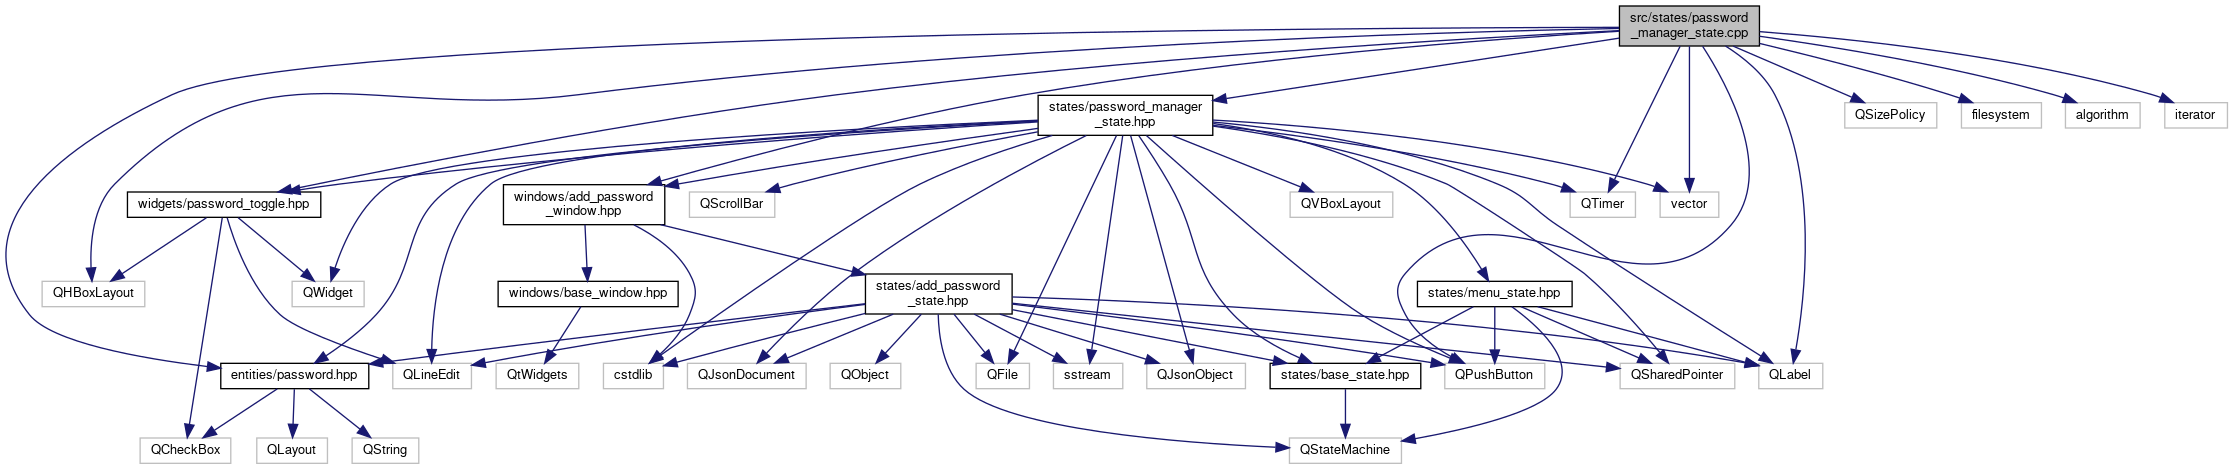 src/states/password
_manager_state.cpp
states/password_manager
_state.hpp
QSizePolicy
filesystem
algorithm
iterator
widgets/password_toggle.hpp
windows/add_password
_window.hpp
QScrollBar
QVBoxLayout
QTimer
vector
QHBoxLayout
QWidget
windows/base_window.hpp
states/add_password
_state.hpp
states/menu_state.hpp
entities/password.hpp
QLineEdit
QtWidgets
cstdlib
QJsonDocument
QObject
QFile
sstream
QJsonObject
states/base_state.hpp
QPushButton
QSharedPointer
QLabel
QCheckBox
QLayout
QString
QStateMachine